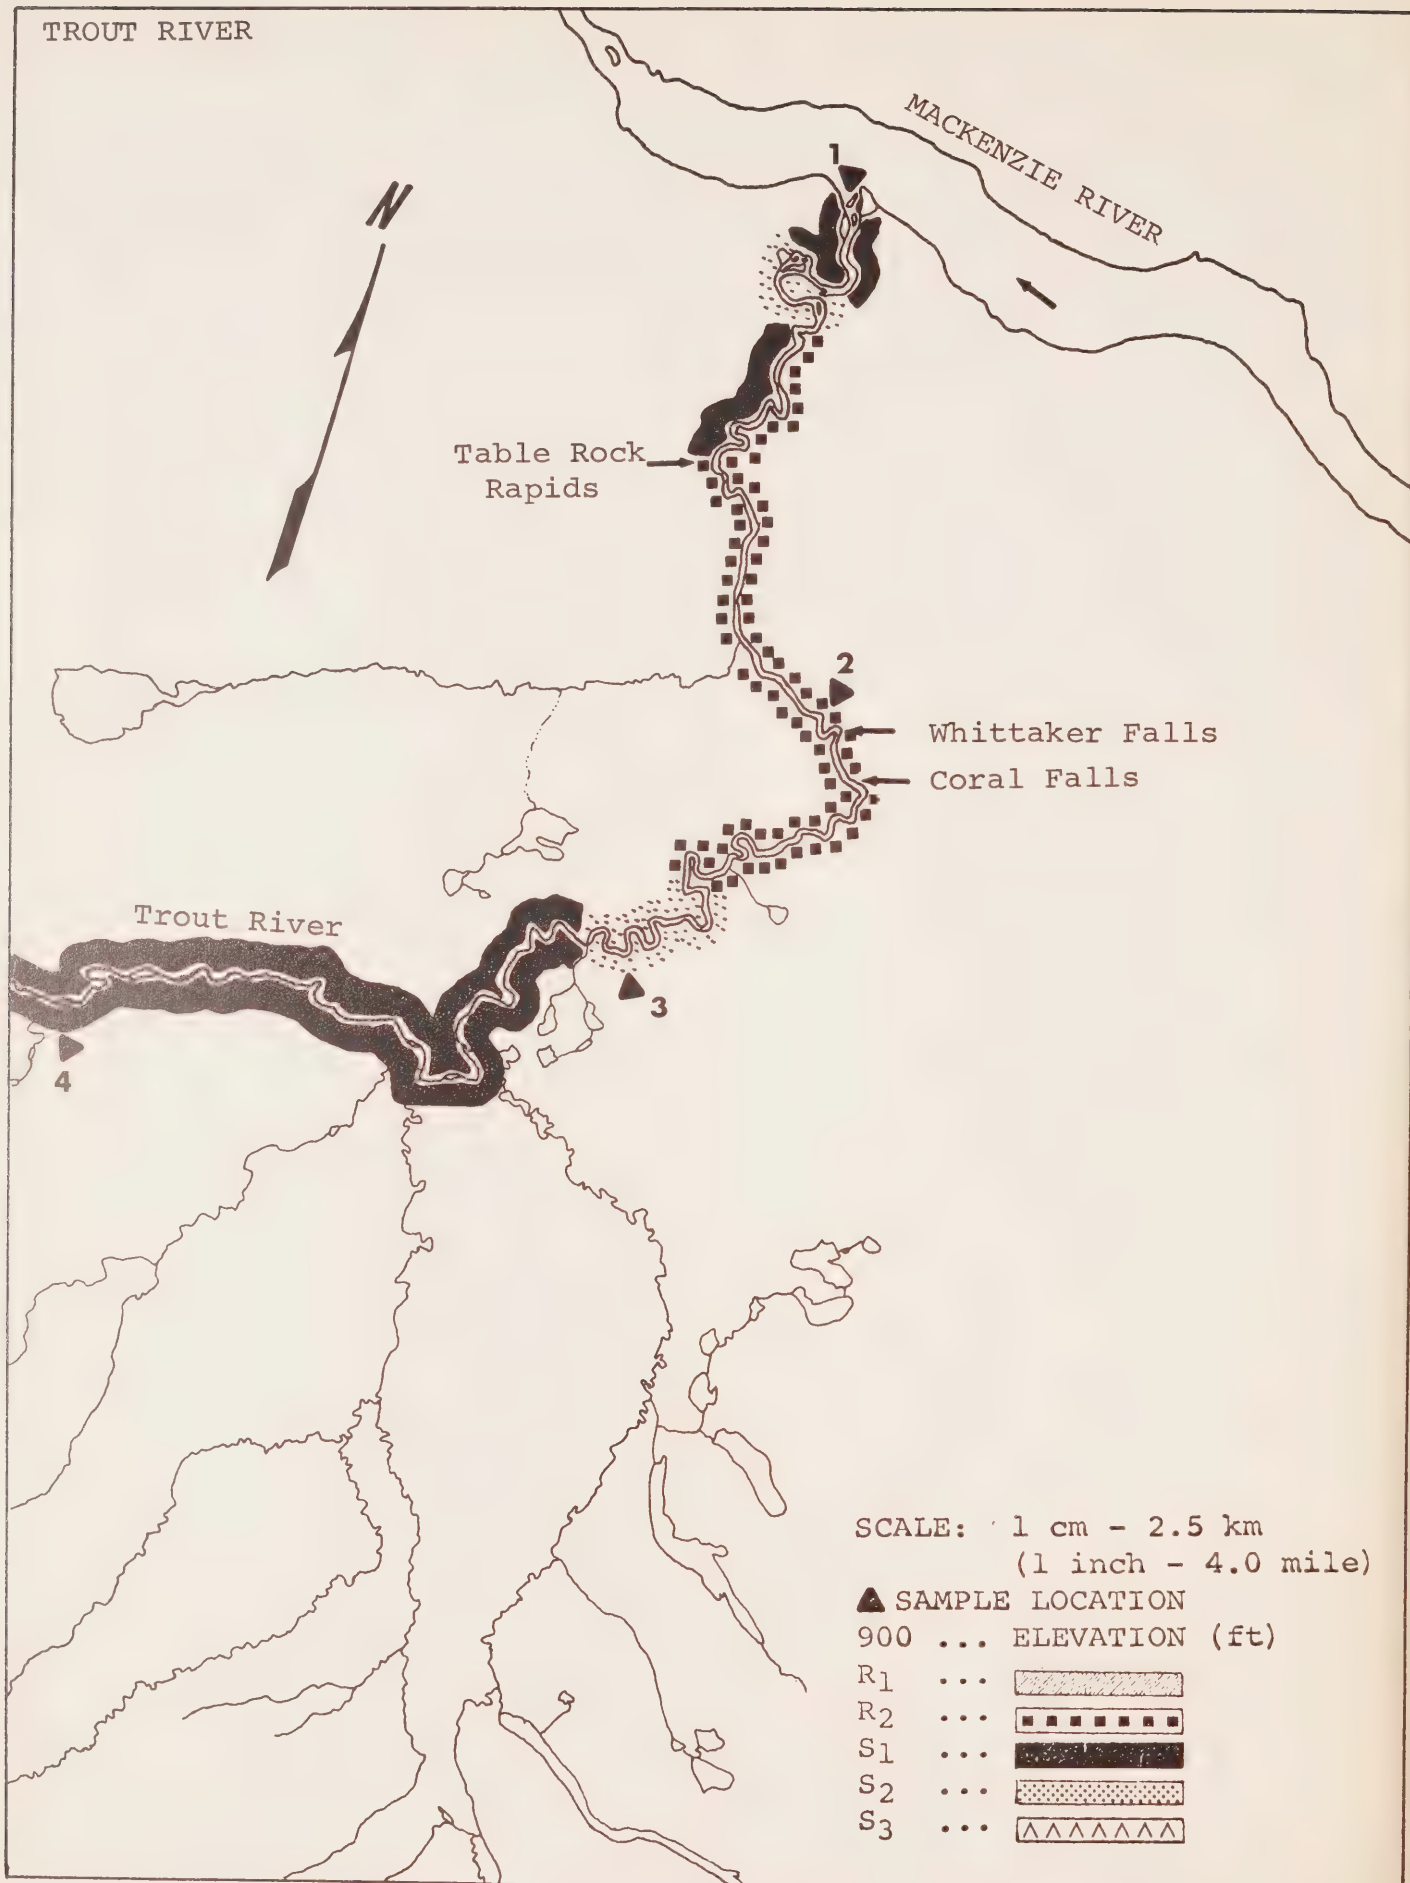 TROUT RIVER
MACKENZIE RIVER
N
1
Table Rock
Rapids
2
Whittaker Falls
Coral Falls
Trout River
3
4
SCALE: 1 cm - 2.5 km
(1 inch - 4.0 mile)
SAMPLE LOCATION
900 ... ELEVATION (ft)
R1 ...
R2 ...
S1 ...
S2 ...
S3 ...